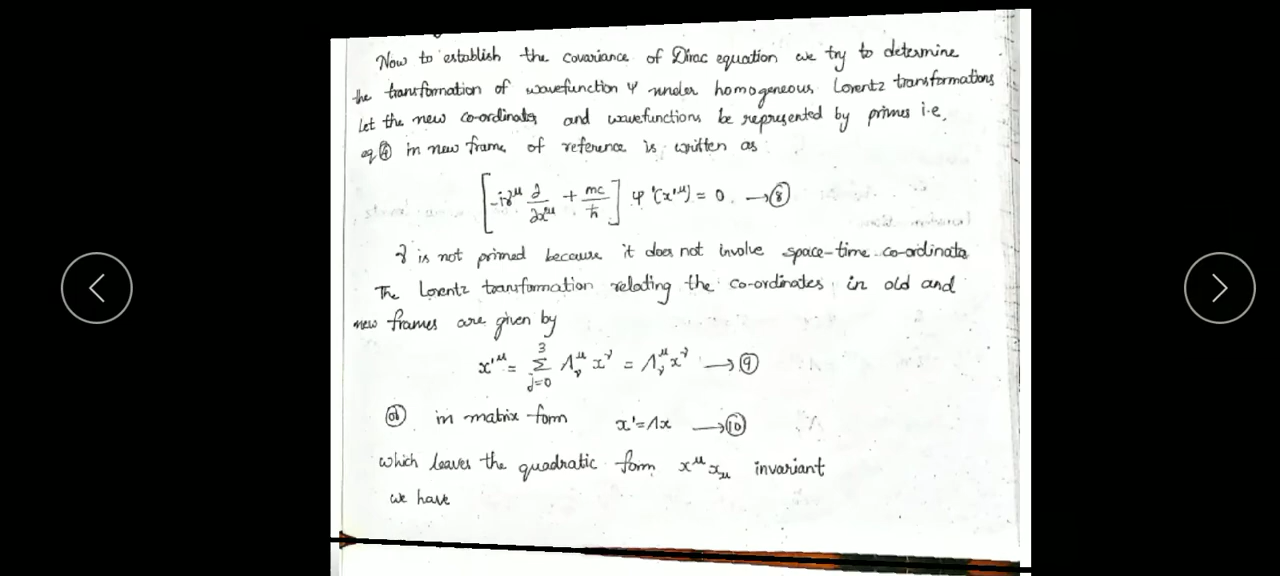 Now to establish the covariance of Dirac equation we try to determine
the transformation of wavefunction ψ under homogeneous Lorentz transformations
Let the new co-ordinates and wavefunctions be represented by primes i.e,
eq ④ in new frame of reference is written as
[-iγ^μ ∂/∂x'^μ + mc/ħ] ψ'(x'^μ) = 0. → ⑧
γ is not primed because it does not involve space-time co-ordinates
The Lorentz transformation relating the co-ordinates in old and
new frames are given by
x'^μ = Σ_{ν=0}^{3} Λ^μ_ν x^ν = Λ^μ_ν x^ν → ⑨
(or) in matrix form x' = Λx → ⑩
which leaves the quadratic form x^μ x_μ invariant
we have